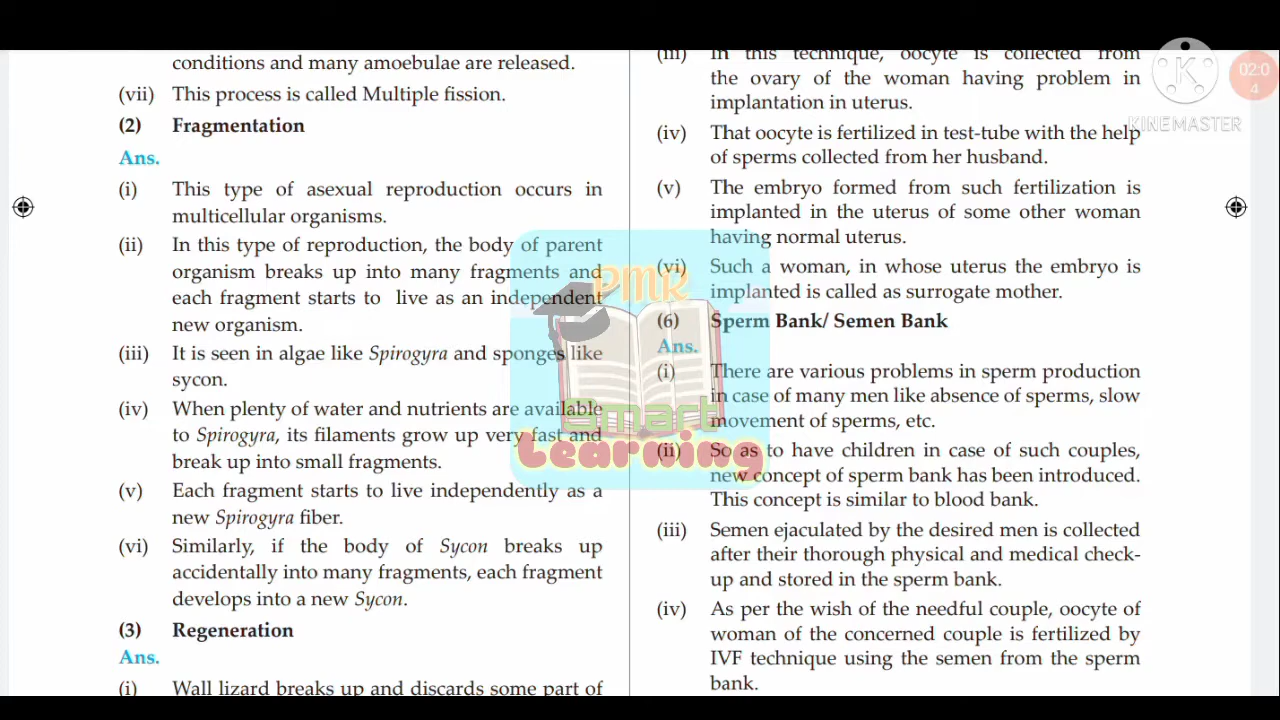 conditions and many amoebulae are released.
(vii) This process is called Multiple fission.
(2) Fragmentation
Ans.
(i) This type of asexual reproduction occurs in
multicellular organisms.
(ii) In this type of reproduction, the body of parent
organism breaks up into many fragments and
each fragment starts to live as an independent
new organism.
(iii) It is seen in algae like Spirogyra and sponges like
sycon.
(iv) When plenty of water and nutrients are available
to Spirogyra, its filaments grow up very fast and
break up into small fragments.
(v) Each fragment starts to live independently as a
new Spirogyra fiber.
(vi) Similarly, if the body of Sycon breaks up
accidentally into many fragments, each fragment
develops into a new Sycon.
(3) Regeneration
Ans.
(i) Wall lizard breaks up and discards some part of
(iii) In this technique, oocyte is collected from
the ovary of the woman having problem in
implantation in uterus.
(iv) That oocyte is fertilized in test-tube with the help
of sperms collected from her husband.
(v) The embryo formed from such fertilization is
implanted in the uterus of some other woman
having normal uterus.
(vi) Such a woman, in whose uterus the embryo is
implanted is called as surrogate mother.
(6) Sperm Bank/ Semen Bank
Ans.
(i) There are various problems in sperm production
in case of many men like absence of sperms, slow
movement of sperms, etc.
(ii) So as to have children in case of such couples,
new concept of sperm bank has been introduced.
This concept is similar to blood bank.
(iii) Semen ejaculated by the desired men is collected
after their thorough physical and medical check-
up and stored in the sperm bank.
(iv) As per the wish of the needful couple, oocyte of
woman of the concerned couple is fertilized by
IVF technique using the semen from the sperm
bank.
PMR
Smart
Learning
K
KINEMASTER
02:0
4